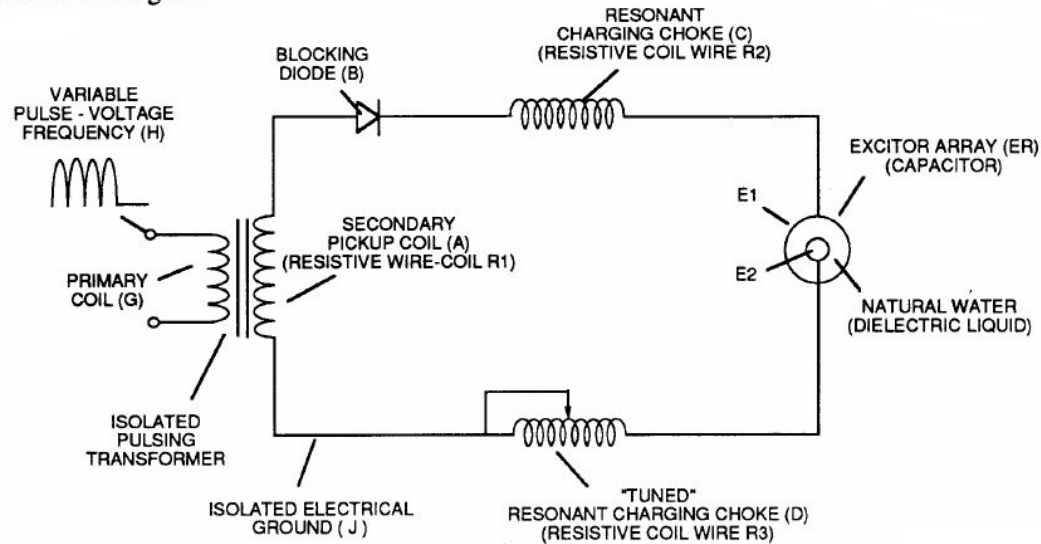 RESONANT
CHARGING CHOKE (C)
(RESISTIVE COIL WIRE R2)
BLOCKING
DIODE (B)
VARIABLE
PULSE - VOLTAGE
FREQUENCY (H)
EXCITOR ARRAY (ER)
(CAPACITOR)
E1
E2
SECONDARY
PICKUP COIL (A)
(RESISTIVE WIRE-COIL R1)
PRIMARY
COIL (G)
NATURAL WATER
(DIELECTRIC LIQUID)
ISOLATED
PULSING
TRANSFORMER
ISOLATED ELECTRICAL
GROUND ( J )
"TUNED"
RESONANT CHARGING CHOKE (D)
(RESISTIVE COIL WIRE R3)